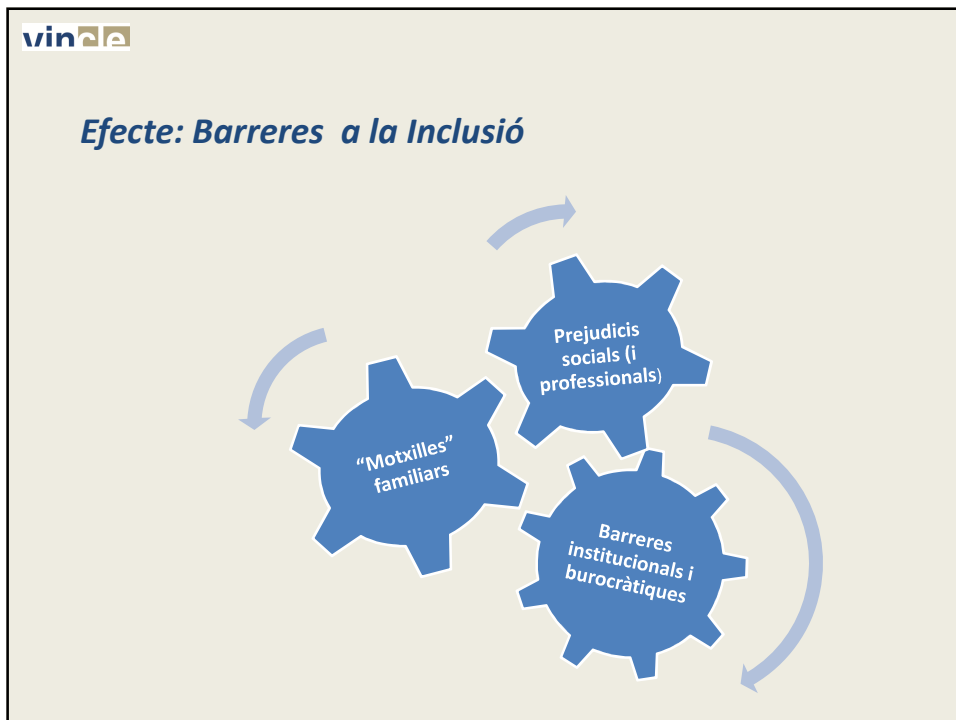 vincle
Efecte: Barreres a la Inclusió
Prejudicis
socials (i
professionals)
“Motxilles”
familiars
Barreres
institucionals i
burocràtiques